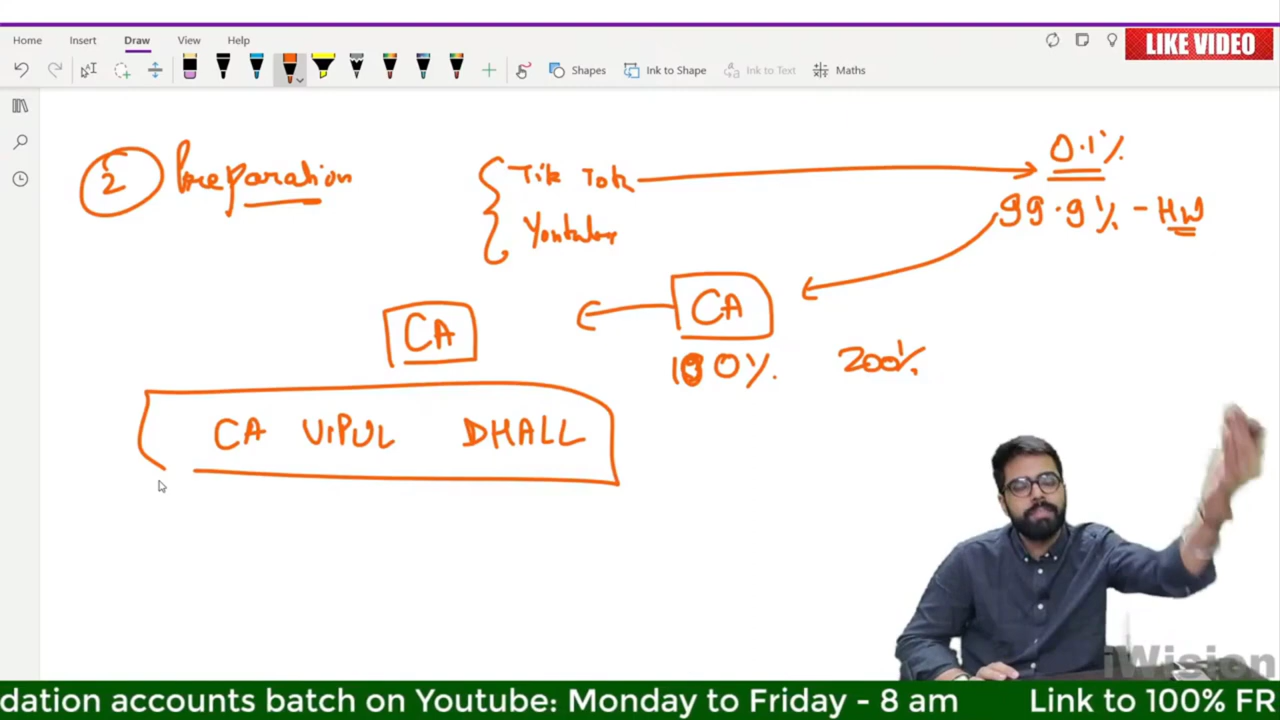 Home Insert Draw View Help
LIKE VIDEO
Shapes Ink to Shape Ink to Text Maths
2 Preparation
Tik Tok
Youtube
0.1%
99.9% - HW
CA
CA
100% 200%
CA VIPUL DHALL
iWision
dation accounts batch on Youtube: Monday to Friday - 8 am Link to 100% FR